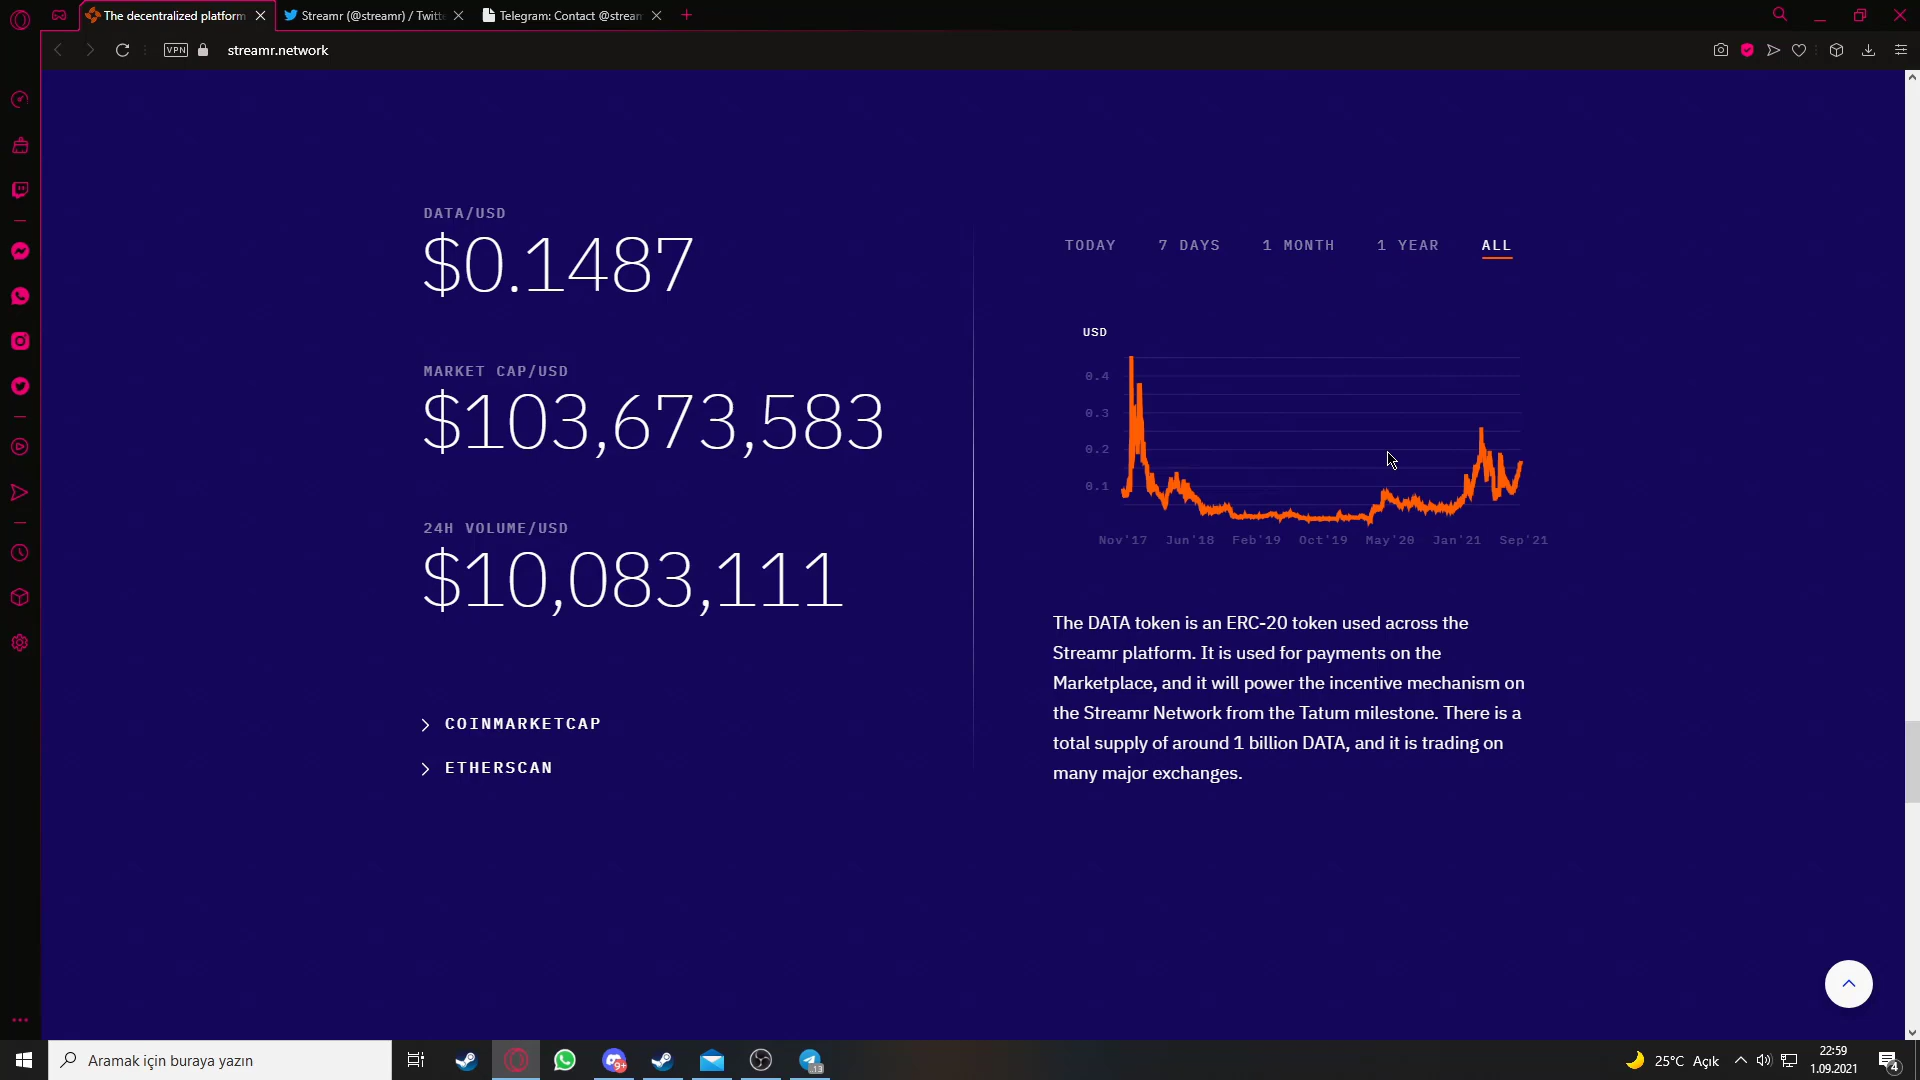 The decentralized platform
Streamr (@streamr) / Twitt
Telegram: Contact @strean
VPN
streamr.network
DATA/USD
$0.1487
MARKET CAP/USD
$103,673,583
24H VOLUME/USD
$10,083,111
COINMARKETCAP
ETHERSCAN
TODAY 7 DAYS 1 MONTH 1 YEAR ALL
USD
0.4
0.3
0.2
0.1
Nov'17 Jun'18 Feb'19 Oct'19 May'20 Jan'21 Sep'21
The DATA token is an ERC-20 token used across the
Streamr platform. It is used for payments on the
Marketplace, and it will power the incentive mechanism on
the Streamr Network from the Tatum milestone. There is a
total supply of around 1 billion DATA, and it is trading on
many major exchanges.
Aramak için buraya yazın
9+
13
25°C Açık
22:59
1.09.2021
4